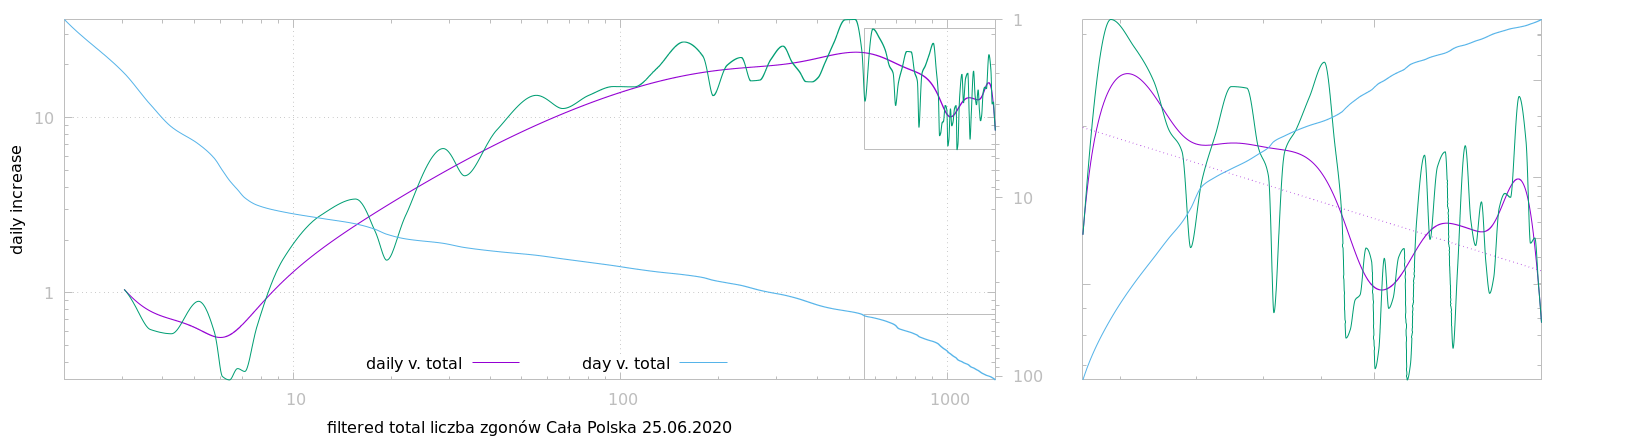 1
10
daily increase
10
1
daily v. total
day v. total
100
10
100
1000
filtered total liczba zgonów Cała Polska 25.06.2020